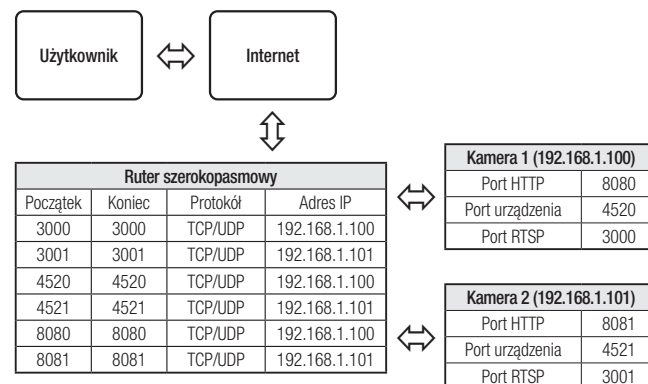 Użytkownik
Internet
Ruter szerokopasmowy
Początek Koniec Protokół Adres IP
3000 3000 TCP/UDP 192.168.1.100
3001 3001 TCP/UDP 192.168.1.101
4520 4520 TCP/UDP 192.168.1.100
4521 4521 TCP/UDP 192.168.1.101
8080 8080 TCP/UDP 192.168.1.100
8081 8081 TCP/UDP 192.168.1.101
Kamera 1 (192.168.1.100)
Port HTTP 8080
Port urządzenia 4520
Port RTSP 3000
Kamera 2 (192.168.1.101)
Port HTTP 8081
Port urządzenia 4521
Port RTSP 3001